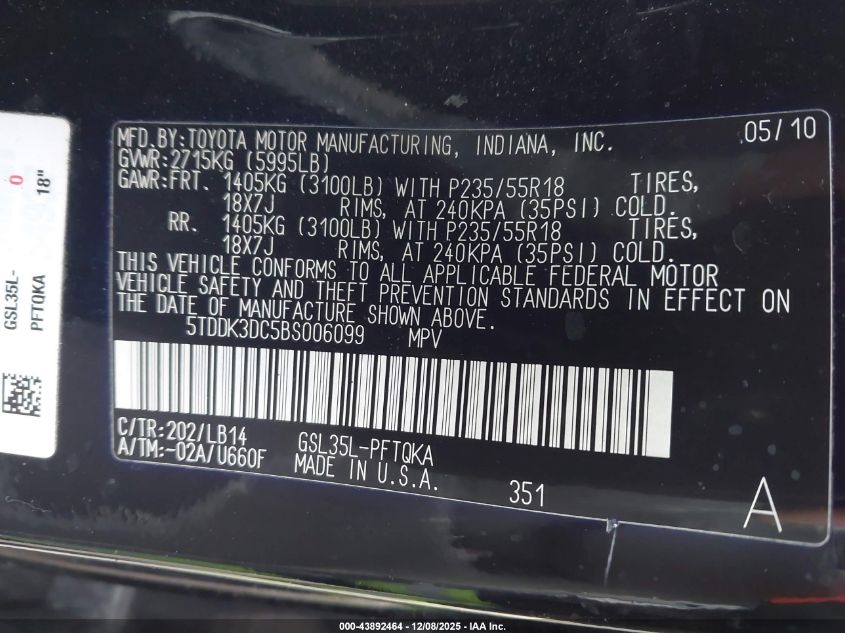 GSL35L-
PFTQKA
0
18"
MFD.BY:TOYOTA MOTOR MANUFACTURING, INDIANA, INC. 05/10
GVWR:2715KG (5995LB)
GAWR:FRT. 1405KG (3100LB) WITH P235/55R18 TIRES,
18X7J RIMS, AT 240KPA (35PSI) COLD.
RR. 1405KG (3100LB) WITH P235/55R18 TIRES,
18X7J RIMS, AT 240KPA (35PSI) COLD.
THIS VEHICLE CONFORMS TO ALL APPLICABLE FEDERAL MOTOR
VEHICLE SAFETY AND THEFT PREVENTION STANDARDS IN EFFECT ON
THE DATE OF MANUFACTURE SHOWN ABOVE.
5TDDK3DC5BS006099 MPV
C/TR:202/LB14 GSL35L-PFTQKA
A/TM:-02A/U660F MADE IN U.S.A.
351
A
000-43892464 - 12/08/2025 - IAA Inc.